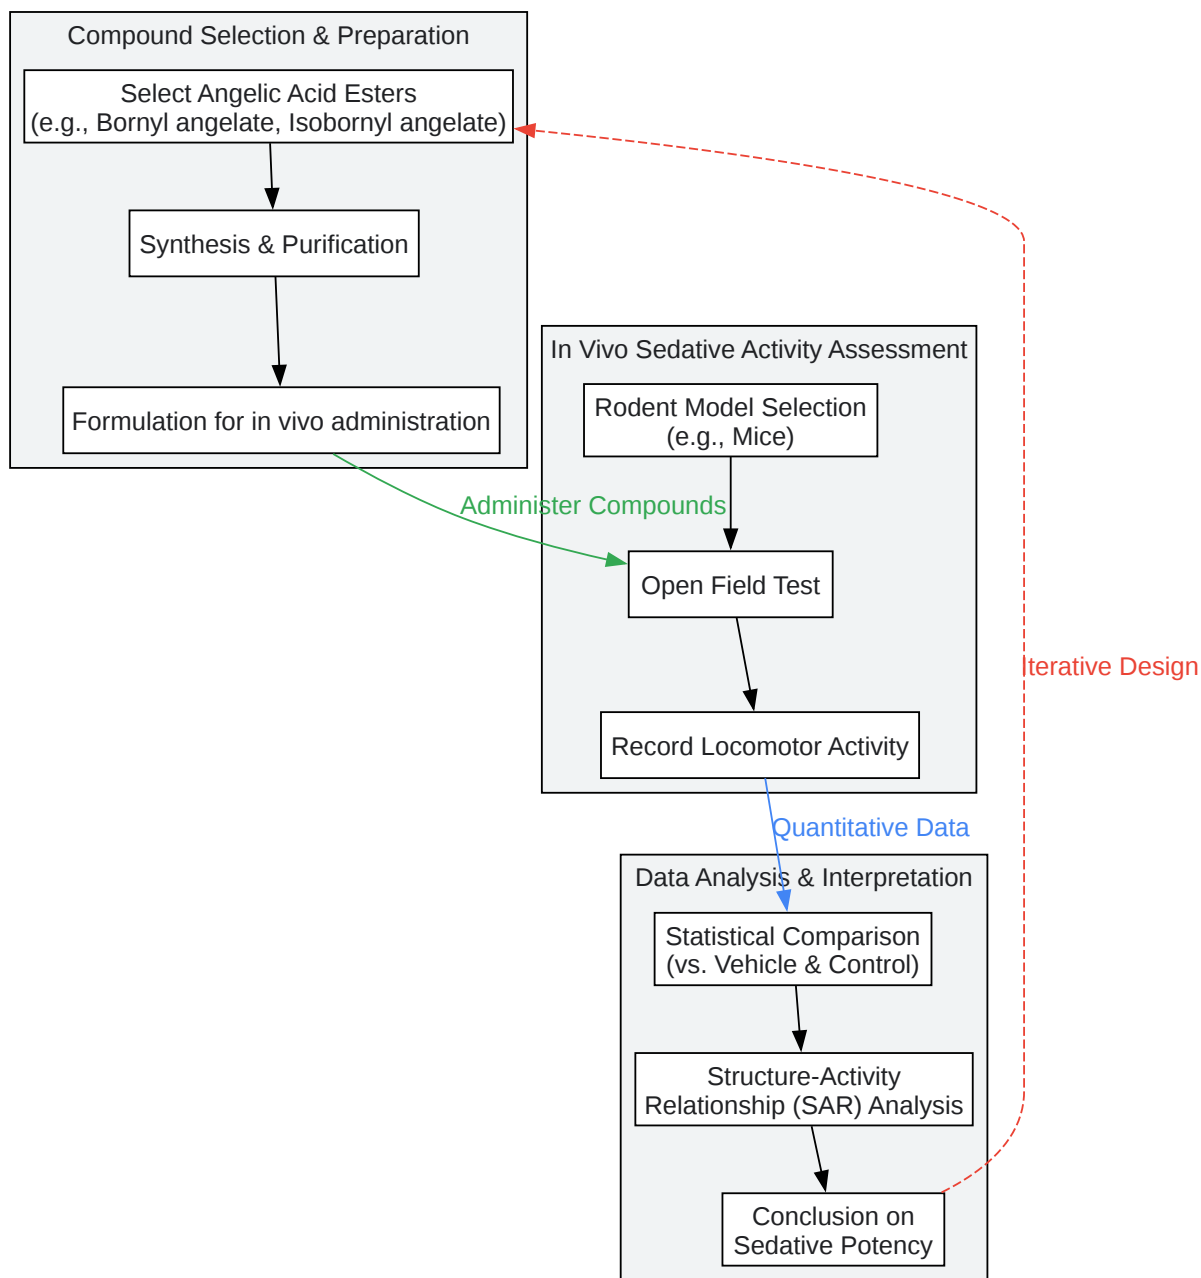 Compound Selection & Preparation
Select Angelic Acid Esters
(e.g., Bornyl angelate, Isobornyl angelate)
Synthesis & Purification
Formulation for in vivo administration
Administer Compounds
In Vivo Sedative Activity Assessment
Rodent Model Selection
(e.g., Mice)
Open Field Test
Record Locomotor Activity
Iterative Design
Quantitative Data
Data Analysis & Interpretation
Statistical Comparison
(vs. Vehicle & Control)
Structure-Activity
Relationship (SAR) Analysis
Conclusion on
Sedative Potency